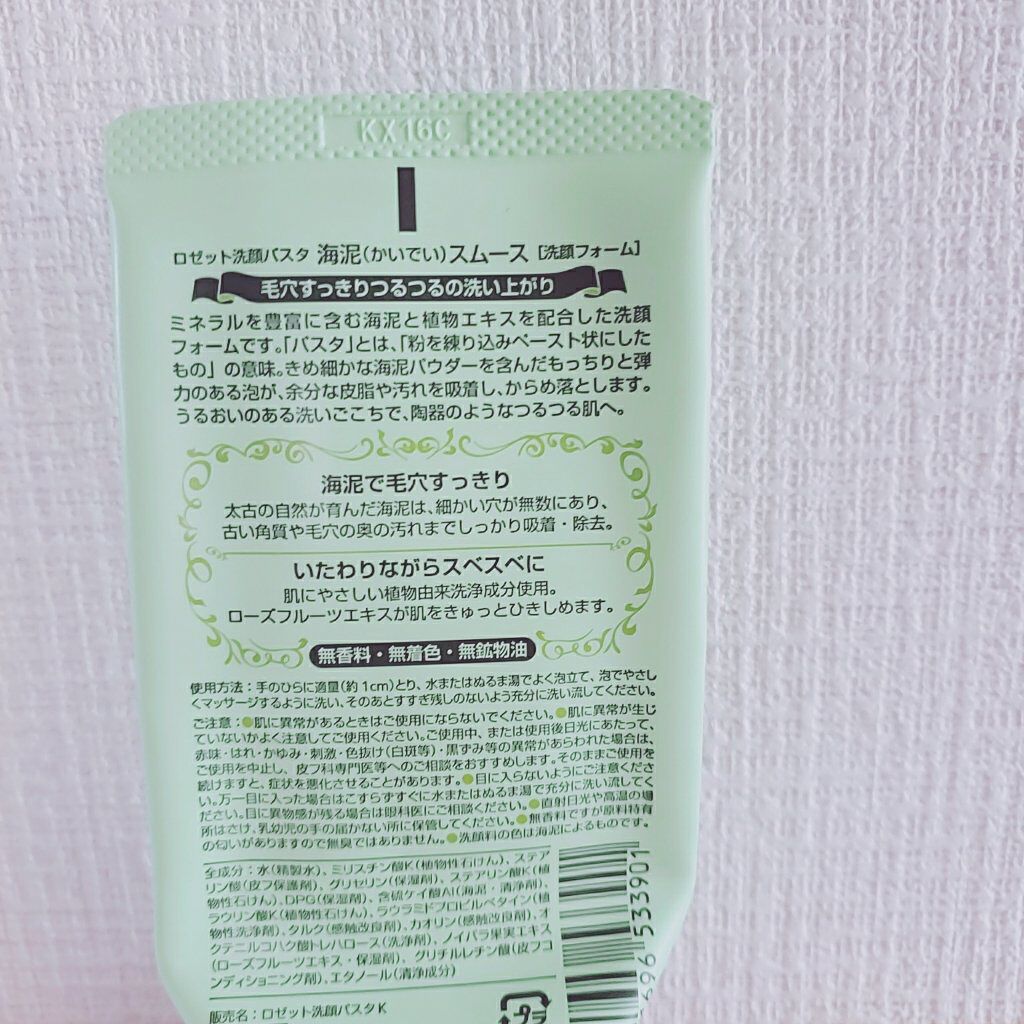 KX16C
ロゼット洗顔パスタ 海泥(かいでい)スムース [洗顔フォーム]
毛穴すっきりつるつるの洗い上がり
ミネラルを豊富に含む海泥と植物エキスを配合した洗顔
フォームです。「パスタ」とは、「粉を練り込みペースト状にした
もの」の意味。きめ細かな海泥パウダーを含んだもっちりと弾
力のある泡が、余分な皮脂や汚れを吸着し、からめ落とします。
うるおいのある洗いごこちで、陶器のようなつるつる肌へ。
海泥で毛穴すっきり
太古の自然が育んだ海泥は、細かい穴が無数にあり、
古い角質や毛穴の奥の汚れまでしっかり吸着・除去。
いたわりながらスベスベに
肌にやさしい植物由来洗浄成分使用。
ローズフルーツエキスが肌をきゅっとひきしめます。
無香料・無着色・無鉱物油
使用方法:手のひらに適量(約1cm)とり、水またはぬるま湯でよく泡立て、泡でやさし
くマッサージするように洗い、そのあとすすぎ残しのないよう充分に洗い流してください。
ご注意:●肌に異常があるときはご使用にならないでください。●肌に異常が生じ
ていないかよく注意してご使用ください。ご使用中、または使用後日光にあたって、
赤味・はれ・かゆみ・刺激・色抜け(白斑等)・黒ずみ等の異常があらわれた場合は、
ご使用を中止し、皮フ科専門医等へのご相談をおすすめします。そのままご使用を
続けますと、症状を悪化させることがあります。●目に入らないようにご注意くださ
い。万一目に入った場合はこすらずすぐに水またはぬるま湯で充分に洗い流してく
ださい。目に異物感が残る場合は眼科医にご相談ください。●直射日光や高温の場
所はさけ、乳幼児の手の届かない所に保管してください。●無香料ですが原料特有
の匂いがありますので無臭ではありません。●洗顔料の色は海泥によるものです。
全成分:水(精製水)、ミリスチン酸K(植物性石けん)、ステア
リン酸(皮フ保護剤)、グリセリン(保湿剤)、ステアリン酸K(植
物性石けん)、DPG(保湿剤)、含硫ケイ酸Al(海泥・清浄剤)、
ラウリン酸K(植物性石けん)、ラウラミドプロピルベタイン(植
物性洗浄剤)、タルク(感触改良剤)、カオリン(感触改良剤)、オ
クテニルコハク酸トレハロース(洗浄剤)、ノイバラ果実エキス
(ローズフルーツエキス・保湿剤)、グリチルレチン酸(皮フコ
ンディショニング剤)、エタノール(清浄成分)
販売名:ロゼット洗顔パスタK
プラ
696 533901